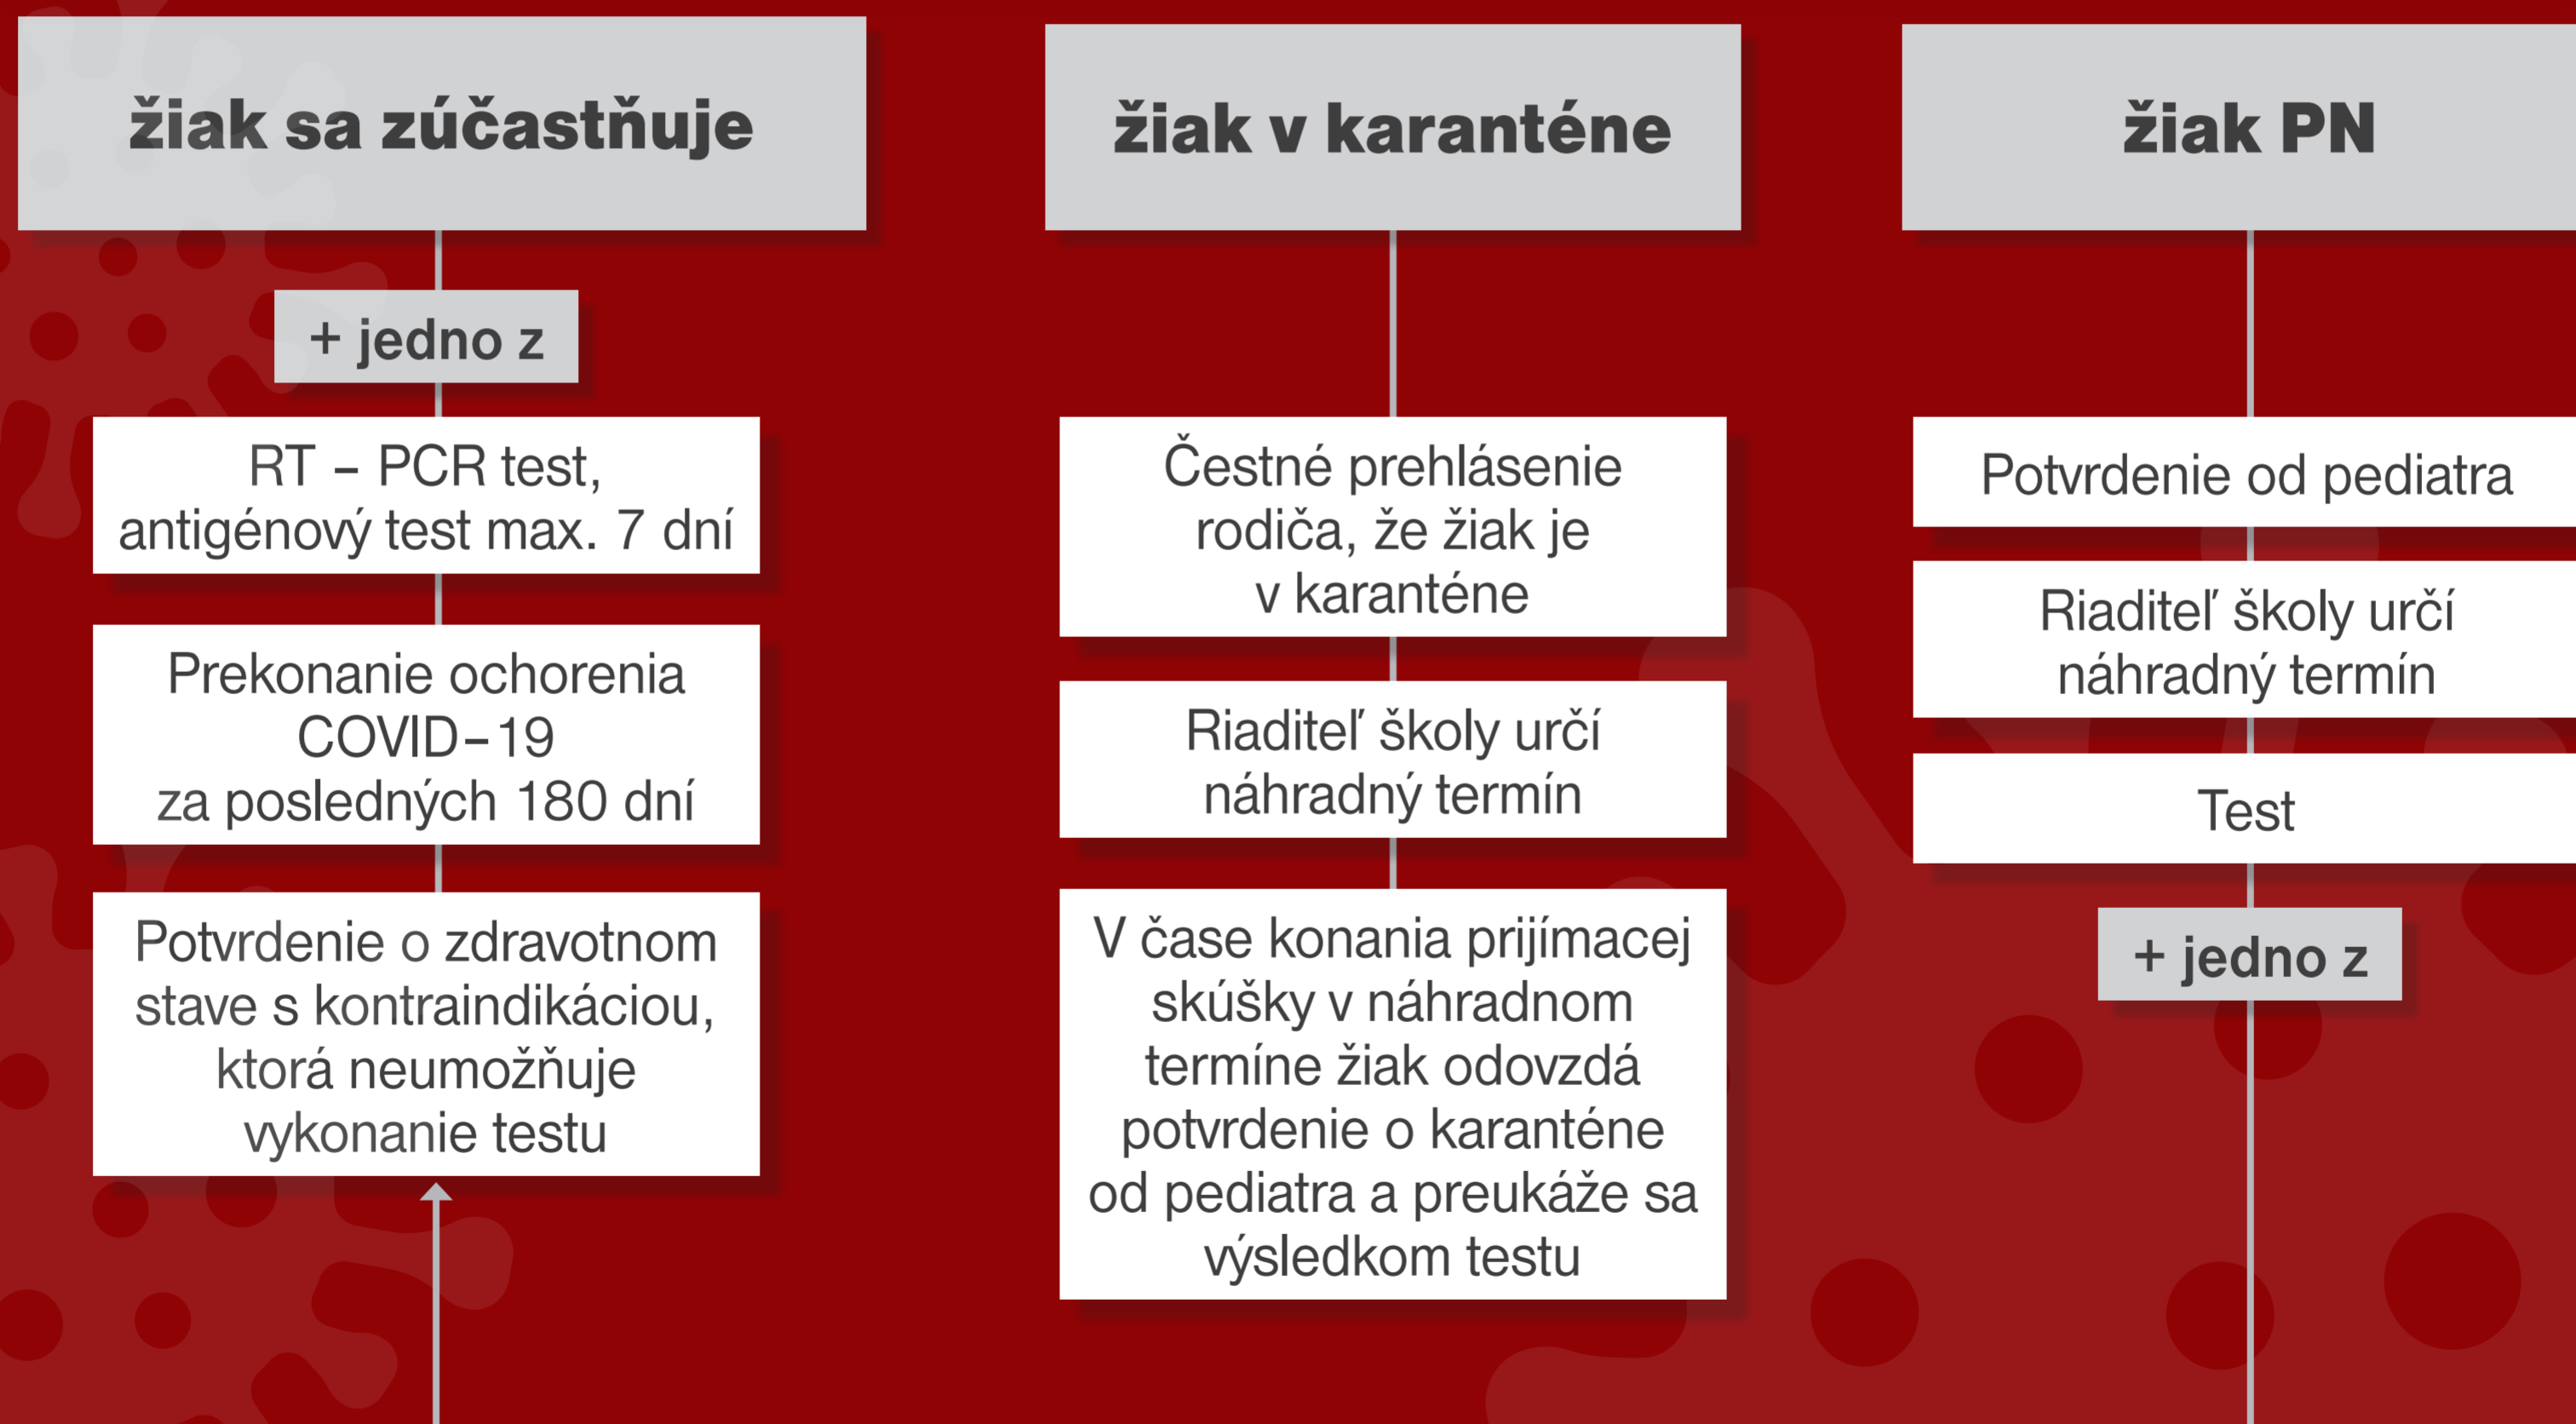 žiak sa zúčastňuje
+ jedno z
RT – PCR test,
antigénový test max. 7 dní
Prekonanie ochorenia
COVID–19
za posledných 180 dní
Potvrdenie o zdravotnom
stave s kontraindikáciou,
ktorá neumožňuje
vykonanie testu
žiak v karanténe
Čestné prehlásenie
rodiča, že žiak je
v karanténe
Riaditeľ školy určí
náhradný termín
V čase konania prijímacej
skúšky v náhradnom
termíne žiak odovzdá
potvrdenie o karanténe
od pediatra a preukáže sa
výsledkom testu
žiak PN
Potvrdenie od pediatra
Riaditeľ školy určí
náhradný termín
Test
+ jedno z